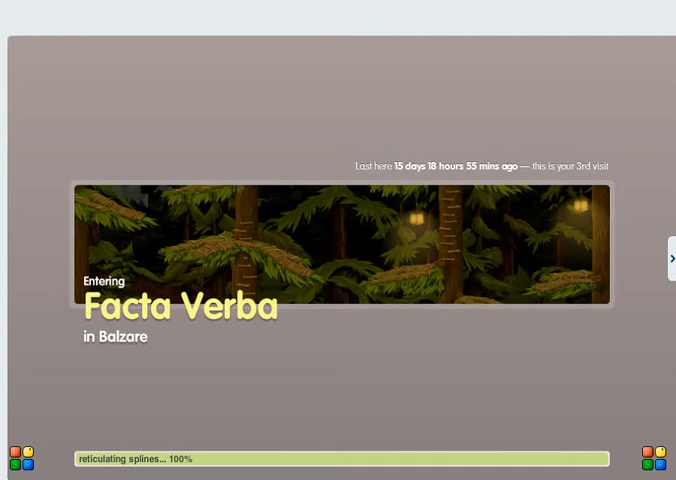 Last here 15 days 18 hours 55 mins ago — this is your 3rd visit
Entering
Facta Verba
in Balzare
reticulating splines... 100%